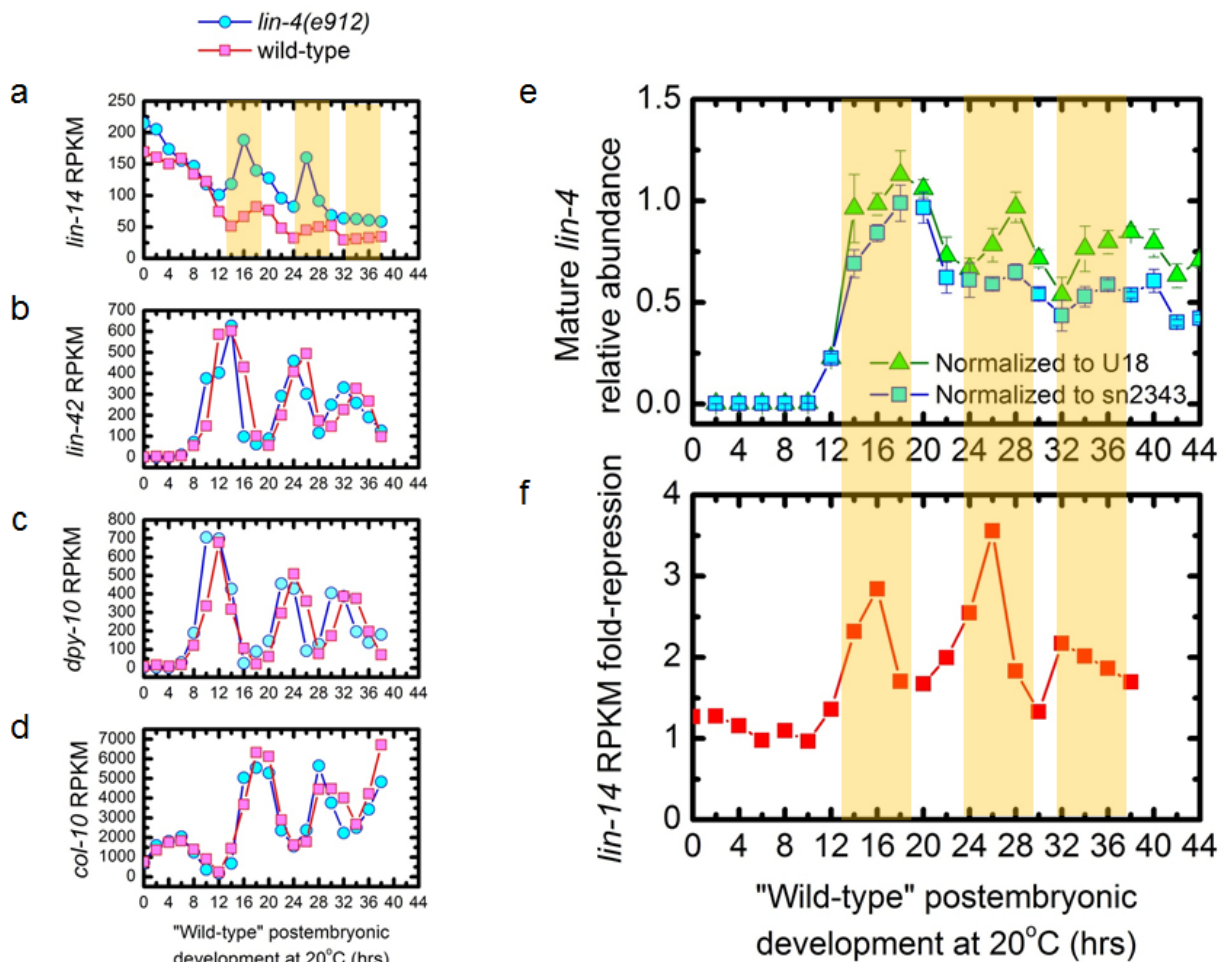 lin-4(e912)
wild-type
a
lin-14 RPKM
250
200
150
100
50
0
0 4 8 12 16 20 24 28 32 36 40 44
b
lin-42 RPKM
700
600
500
400
300
200
100
0
0 4 8 12 16 20 24 28 32 36 40 44
c
dpy-10 RPKM
800
700
600
500
400
300
200
100
0
0 4 8 12 16 20 24 28 32 36 40 44
d
col-10 RPKM
7000
6000
5000
4000
3000
2000
1000
0
0 4 8 12 16 20 24 28 32 36 40 44
"Wild-type" postembryonic
development at 20°C (hrs)
e
Mature lin-4
relative abundance
1.5
1.0
0.5
0.0
Normalized to U18
Normalized to sn2343
0 4 8 12 16 20 24 28 32 36 40 44
f
lin-14 RPKM fold-repression
4
3
2
1
0
0 4 8 12 16 20 24 28 32 36 40 44
"Wild-type" postembryonic
development at 20°C (hrs)